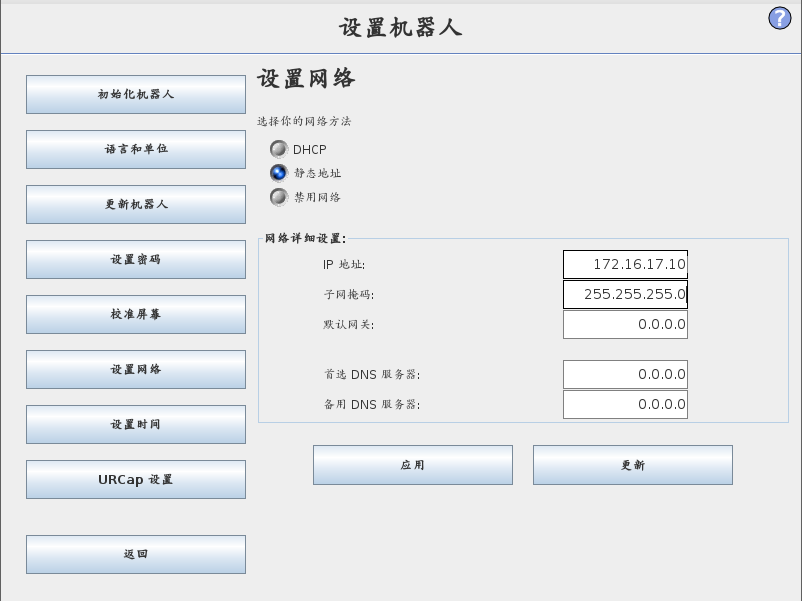 设置机器人
?
初始化机器人
语言和单位
更新机器人
设置密码
校准屏幕
设置网络
设置时间
URCap 设置
返回
设置网络
选择你的网络方法
DHCP
静态地址
禁用网络
网络详细设置:
IP 地址: 172.16.17.10
子网掩码: 255.255.255.0
默认网关: 0.0.0.0
首选 DNS 服务器: 0.0.0.0
备用 DNS 服务器: 0.0.0.0
应用 更新